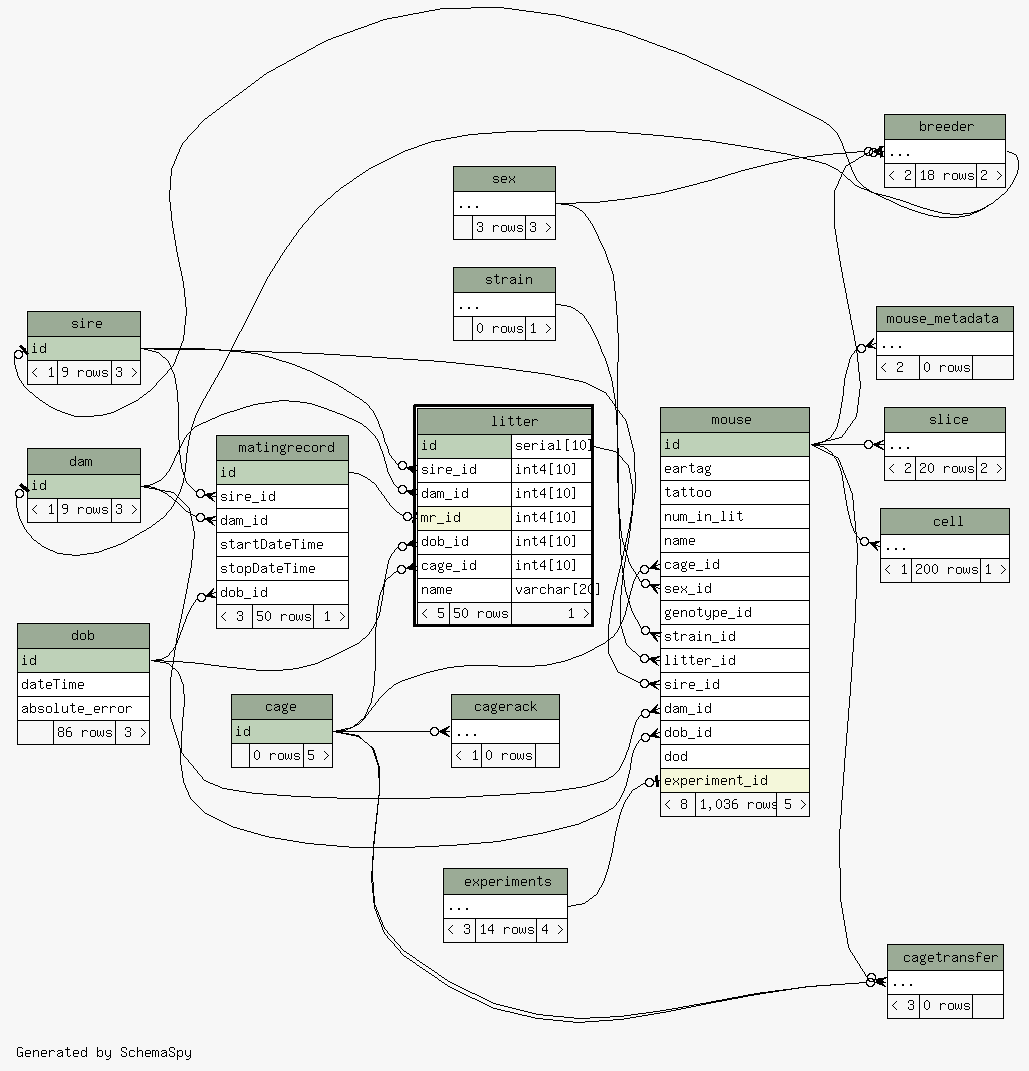 breeder
...
< 2 18 rows 2 >
sex
...
3 rows 3 >
strain
...
0 rows 1 >
sire
id
< 1 9 rows 3 >
mouse_metadata
...
< 2 0 rows
dam
id
< 1 9 rows 3 >
matingrecord
id
sire_id
dam_id
startDateTime
stopDateTime
dob_id
< 3 50 rows 1 >
litter
id serial[10]
sire_id int4[10]
dam_id int4[10]
mr_id int4[10]
dob_id int4[10]
cage_id int4[10]
name varchar[20]
< 5 50 rows 1 >
mouse
id
eartag
tattoo
num_in_lit
name
cage_id
sex_id
genotype_id
strain_id
litter_id
sire_id
dam_id
dob_id
dod
experiment_id
< 8 1,036 rows 5 >
slice
...
< 2 20 rows 2 >
cell
...
< 1 200 rows 1 >
dob
id
dateTime
absolute_error
86 rows 3 >
cage
id
0 rows 5 >
cagerack
...
< 1 0 rows
experiments
...
< 3 14 rows 4 >
cagetransfer
...
< 3 0 rows
Generated by SchemaSpy